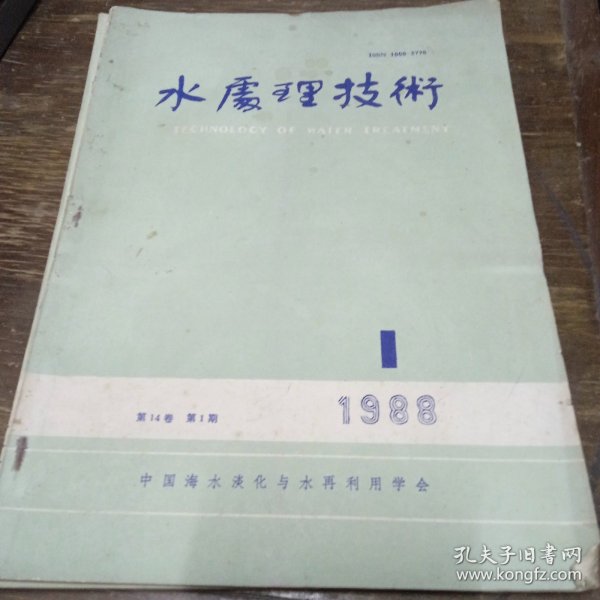 ISSN 1000-3770
水處理技術
TECHNOLOGY OF WATER TREATMENT
1
1988
第14卷 第1期
中国海水淡化与水再利用学会
孔夫子旧书网
www.kongfz.com